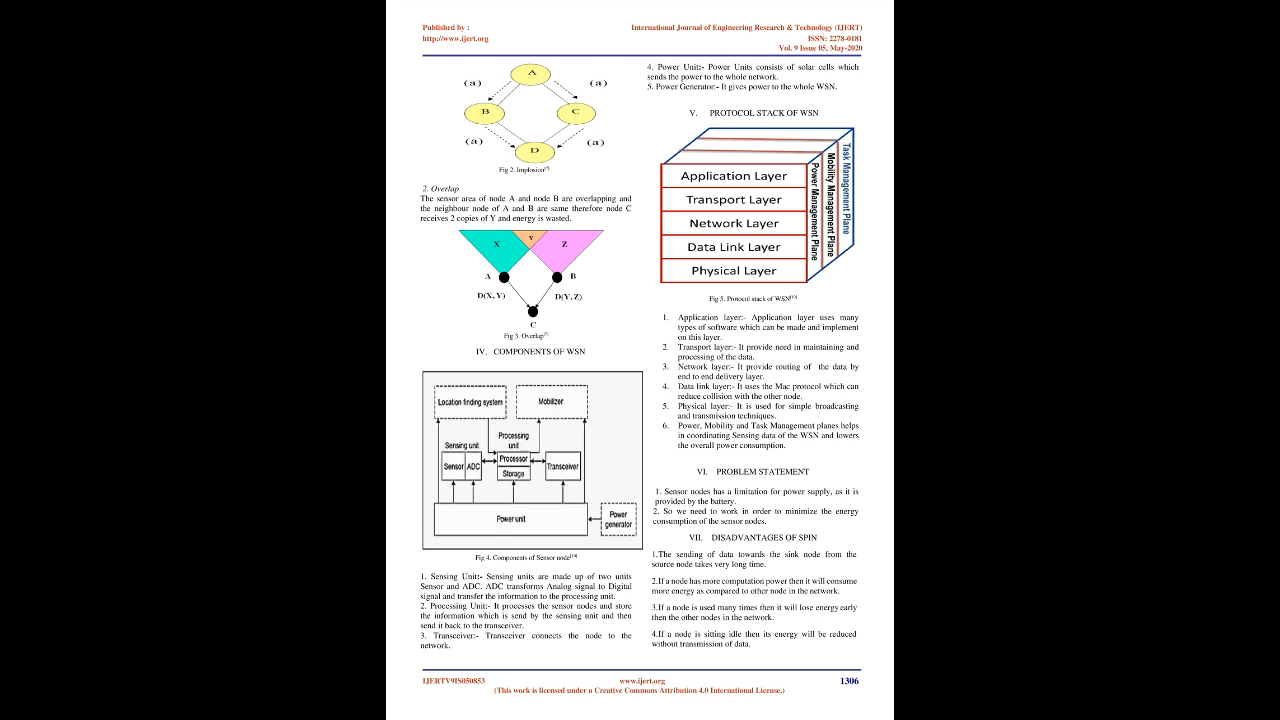 Published by :
http://www.ijert.org
International Journal of Engineering Research & Technology (IJERT)
ISSN: 2278-0181
Vol. 9 Issue 05, May-2020
A
(a)
(a)
B
C
(a)
(a)
D
Fig 2. Implosion[7]
2. Overlap
The sensor area of node A and node B are overlapping and
the neighbour node of A and B are same therefore node C
receives 2 copies of Y and energy is wasted.
X
Y
Z
A
B
D(X, Y)
D(Y, Z)
C
Fig 3. Overlap[7]
IV. COMPONENTS OF WSN
Location finding system
Mobilizer
Sensing unit
Processing
unit
Sensor
ADC
Processor
Storage
Transceiver
Power unit
Power
generator
Fig 4. Components of Sensor node[10]
1. Sensing Unit:- Sensing units are made up of two units
Sensor and ADC. ADC transforms Analog signal to Digital
signal and transfer the information to the processing unit.
2. Processing Unit:- It processes the sensor nodes and store
the information which is send by the sensing unit and then
send it back to the transceiver.
3. Transceiver:- Transceiver connects the node to the
network.
4. Power Unit:- Power Units consists of solar cells which
sends the power to the whole network.
5. Power Generator:- It gives power to the whole WSN.
V. PROTOCOL STACK OF WSN
Application Layer
Transport Layer
Network Layer
Data Link Layer
Physical Layer
Power Management Plane
Mobility Management Plane
Task Management Plane
Fig 5. Protocol stack of WSN[10]
1. Application layer:- Application layer uses many
types of software which can be made and implement
on this layer.
2. Transport layer:- It provide need in maintaining and
processing of the data.
3. Network layer:- It provide routing of the data by
end to end delivery layer.
4. Data link layer:- It uses the Mac protocol which can
reduce collision with the other node.
5. Physical layer:- It is used for simple broadcasting
and transmission techniques.
6. Power, Mobility and Task Management planes helps
in coordinating Sensing data of the WSN and lowers
the overall power consumption.
VI. PROBLEM STATEMENT
1. Sensor nodes has a limitation for power supply, as it is
provided by the battery.
2. So we need to work in order to minimize the energy
consumption of the sensor nodes.
VII. DISADVANTAGES OF SPIN
1.The sending of data towards the sink node from the
source node takes very long time.
2.If a node has more computation power then it will consume
more energy as compared to other node in the network.
3.If a node is used many times then it will lose energy early
then the other nodes in the network.
4.If a node is sitting idle then its energy will be reduced
without transmission of data.
IJERTV9IS050853
www.ijert.org
1306
(This work is licensed under a Creative Commons Attribution 4.0 International License.)